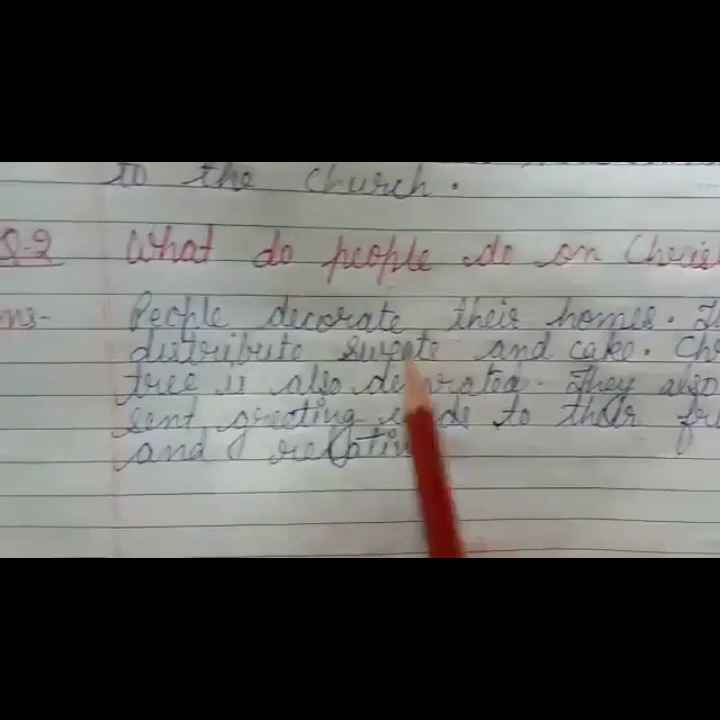 to the church.
Q-2 What do people do on
Ans- People decorate their homes.
distribute sweets and cake.
tree is also decorated. They also
sent greeting to their
and